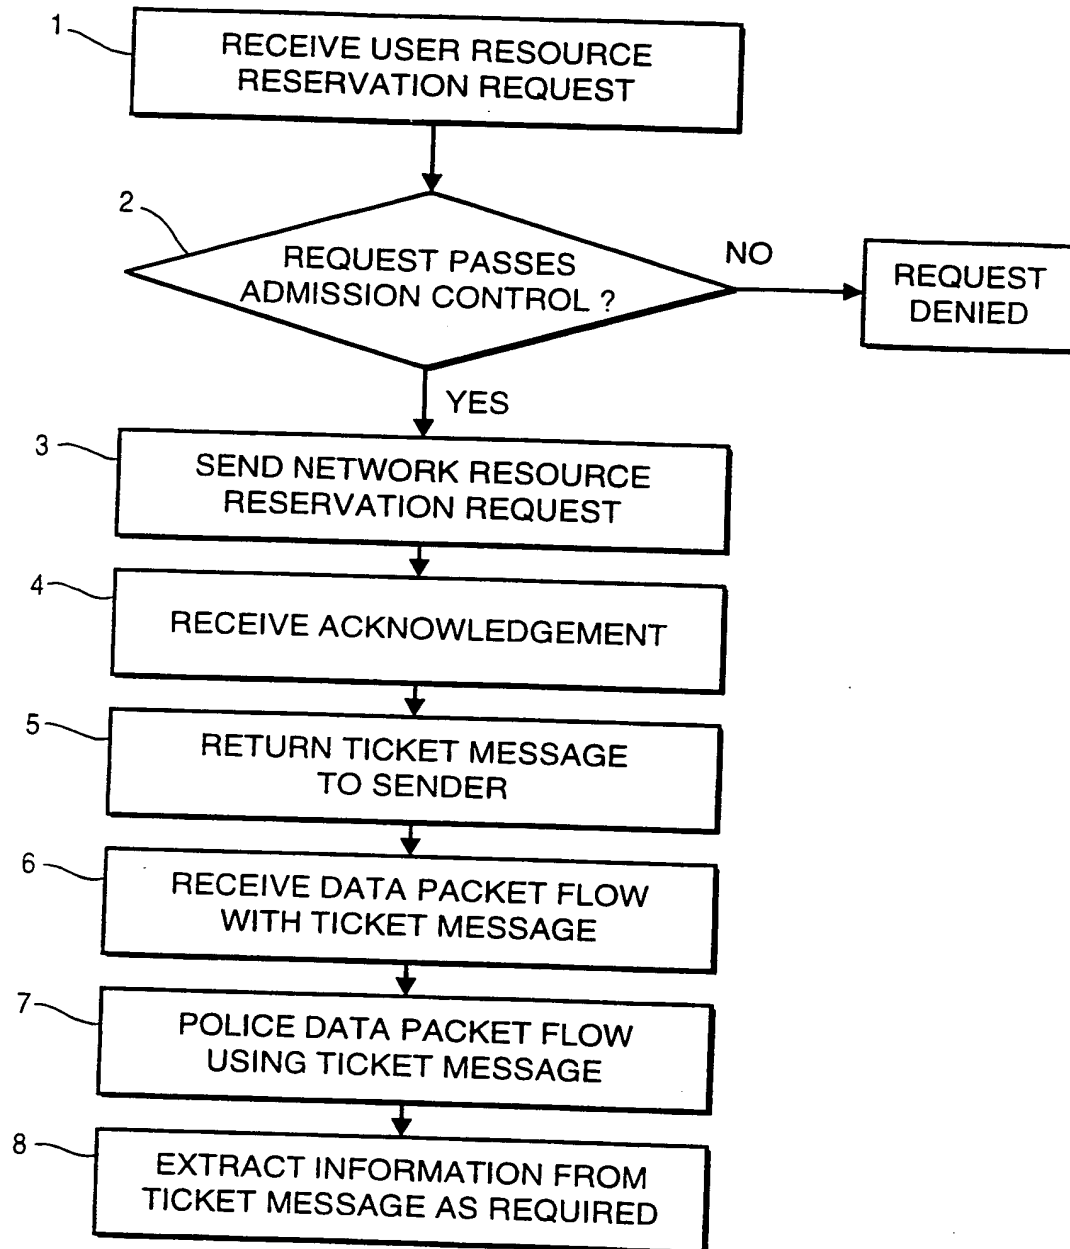 1
RECEIVE USER RESOURCE
RESERVATION REQUEST
2
REQUEST PASSES
ADMISSION CONTROL ?
NO
REQUEST
DENIED
YES
3
SEND NETWORK RESOURCE
RESERVATION REQUEST
4
RECEIVE ACKNOWLEDGEMENT
5
RETURN TICKET MESSAGE
TO SENDER
6
RECEIVE DATA PACKET FLOW
WITH TICKET MESSAGE
7
POLICE DATA PACKET FLOW
USING TICKET MESSAGE
8
EXTRACT INFORMATION FROM
TICKET MESSAGE AS REQUIRED